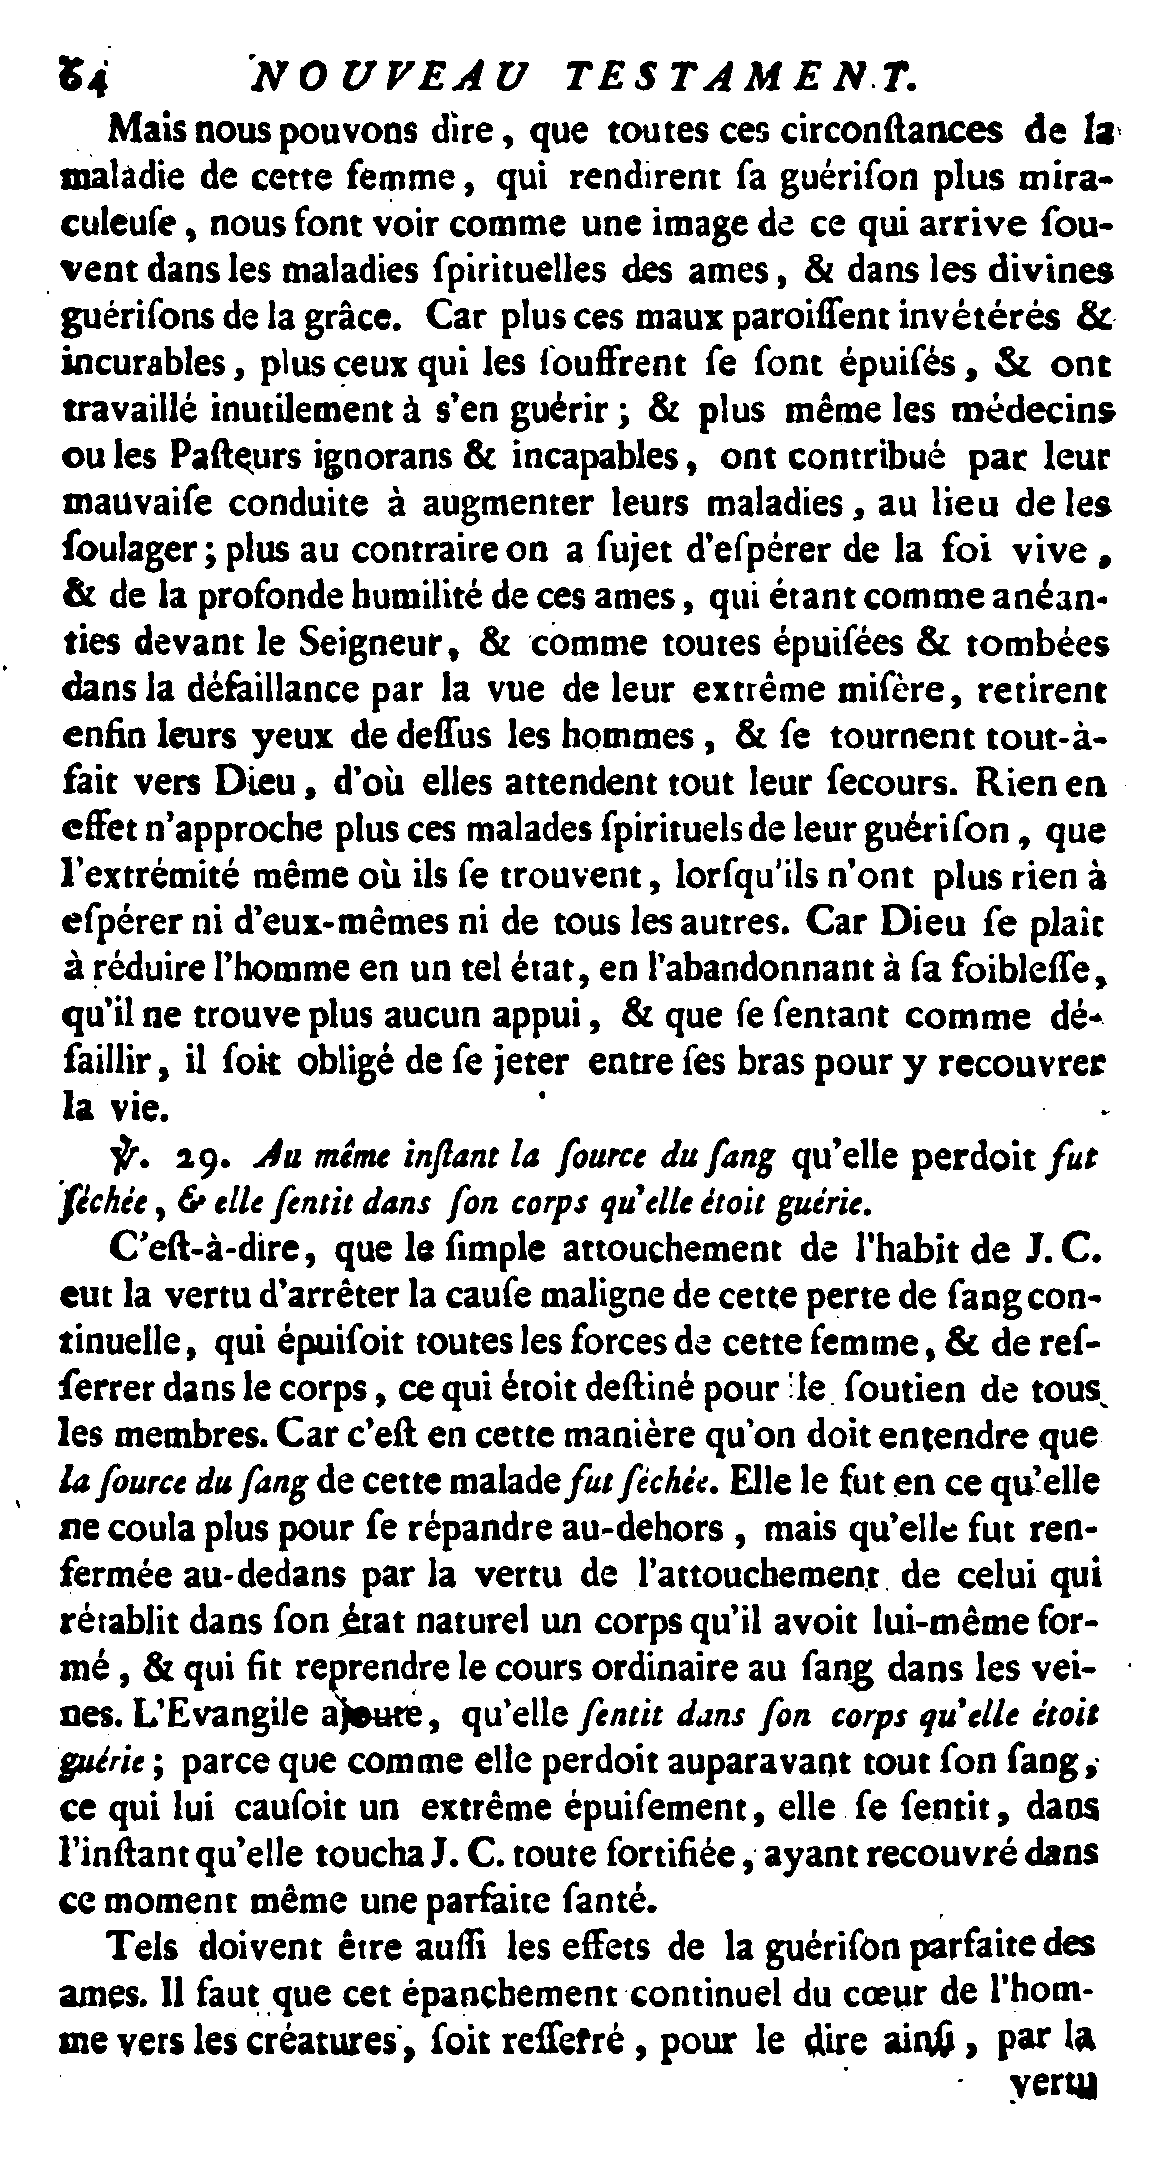 64 NOUVEAU TESTAMENT.
Mais nous pouvons dire, que toutes ces circonſtances de la
maladie de cette femme, qui rendirent ſa guériſon plus mira-
culeuſe, nous font voir comme une image de ce qui arrive ſou-
vent dans les maladies ſpirituelles des ames, & dans les divines
guériſons de la grâce. Car plus ces maux paroiſſent invétérés &
incurables, plus ceux qui les ſouffrent ſe ſont épuiſés, & ont
travaillé inutilement à s'en guérir; & plus même les médecins
ou les Paſteurs ignorans & incapables, ont contribué par leur
mauvaiſe conduite à augmenter leurs maladies, au lieu de les
ſoulager; plus au contraire on a ſujet d'eſpérer de la foi vive,
& de la profonde humilité de ces ames, qui étant comme anéan-
ties devant le Seigneur, & comme toutes épuiſées & tombées
dans la défaillance par la vue de leur extrême miſère, retirent
enfin leurs yeux de deſſus les hommes, & ſe tournent tout-à-
fait vers Dieu, d'où elles attendent tout leur ſecours. Rien en
effet n'approche plus ces malades ſpirituels de leur guériſon, que
l'extrémité même où ils ſe trouvent, lorſqu'ils n'ont plus rien à
eſpérer ni d'eux-mêmes ni de tous les autres. Car Dieu ſe plaît
à réduire l'homme en un tel état, en l'abandonnant à ſa foibleſſe,
qu'il ne trouve plus aucun appui, & que ſe ſentant comme dé-
faillir, il ſoit obligé de ſe jeter entre ſes bras pour y recouvrer
la vie.
℣. 29. Au même inſtant la ſource du ſang qu'elle perdoit fut
ſéchée, & elle ſentit dans ſon corps qu'elle étoit guérie.
C'eſt-à-dire, que le ſimple attouchement de l'habit de J. C.
eut la vertu d'arrêter la cauſe maligne de cette perte de ſang con-
tinuelle, qui épuiſoit toutes les forces de cette femme, & de reſ-
ſerrer dans le corps, ce qui étoit deſtiné pour le ſoutien de tous
les membres. Car c'eſt en cette manière qu'on doit entendre que
la ſource du ſang de cette malade fut ſéchée. Elle le fut en ce qu'elle
ne coula plus pour ſe répandre au-dehors, mais qu'elle fut ren-
fermée au-dedans par la vertu de l'attouchement de celui qui
rétablit dans ſon état naturel un corps qu'il avoit lui-même for-
mé, & qui fit reprendre le cours ordinaire au ſang dans les vei-
nes. L'Evangile ajoute, qu'elle ſentit dans ſon corps qu'elle étoit
guérie; parce que comme elle perdoit auparavant tout ſon ſang,
ce qui lui cauſoit un extrême épuiſement, elle ſe ſentit, dans
l'inſtant qu'elle toucha J. C. toute fortifiée, ayant recouvré dans
ce moment même une parfaite ſanté.
Tels doivent être auſſi les effets de la guériſon parfaite des
ames. Il faut que cet épanchement continuel du cœur de l'hom-
me vers les créatures, ſoit reſſerré, pour le dire ainſi, par la
vertu